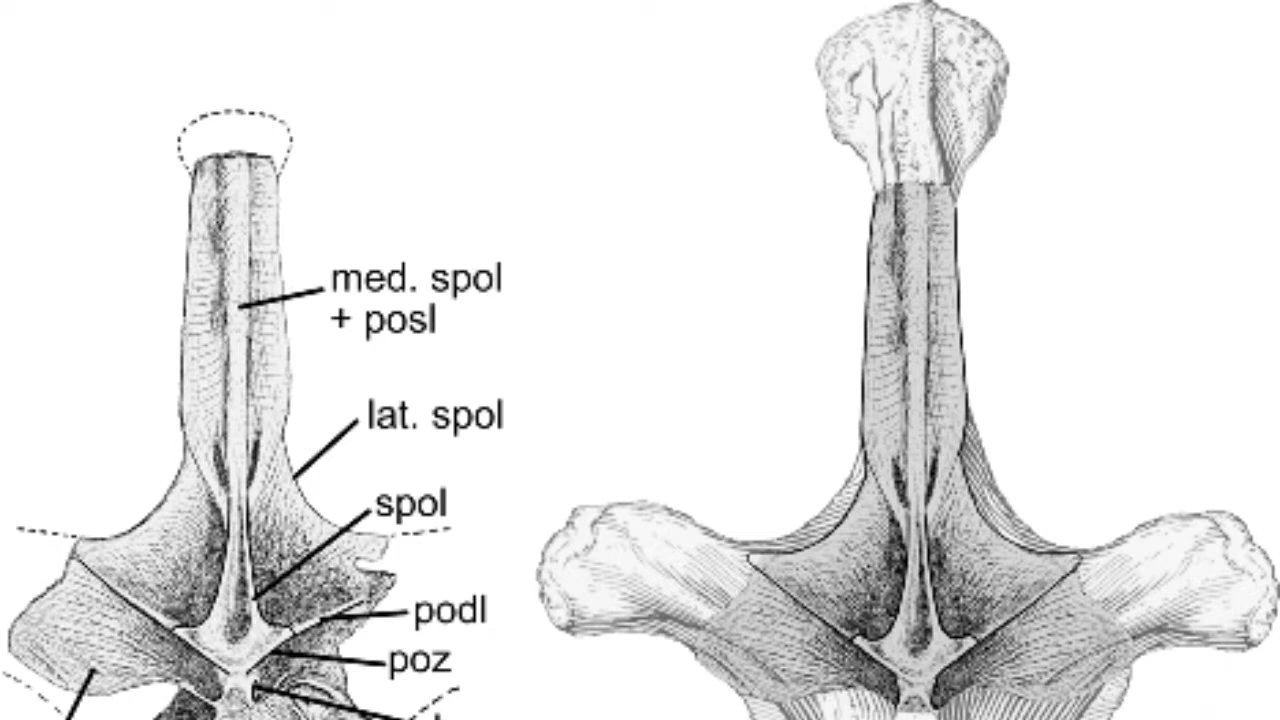 med. spol
+ posl
lat. spol
spol
podl
poz